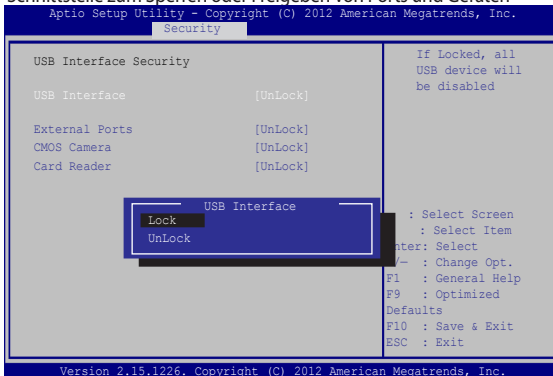 Schnittstelle zum Sperren oder Freigeben von Ports und Geräten
Aptio Setup Utility - Copyright (C) 2012 American Megatrends, Inc.
Security
USB Interface Security
USB Interface [UnLock]
External Ports [UnLock]
CMOS Camera [UnLock]
Card Reader [UnLock]
If Locked, all
USB device will
be disabled
USB Interface
Lock
UnLock
: Select Screen
: Select Item
nter: Select
/— : Change Opt.
F1 : General Help
F9 : Optimized
Defaults
F10 : Save & Exit
ESC : Exit
Version 2.15.1226. Copyright (C) 2012 American Megatrends, Inc.